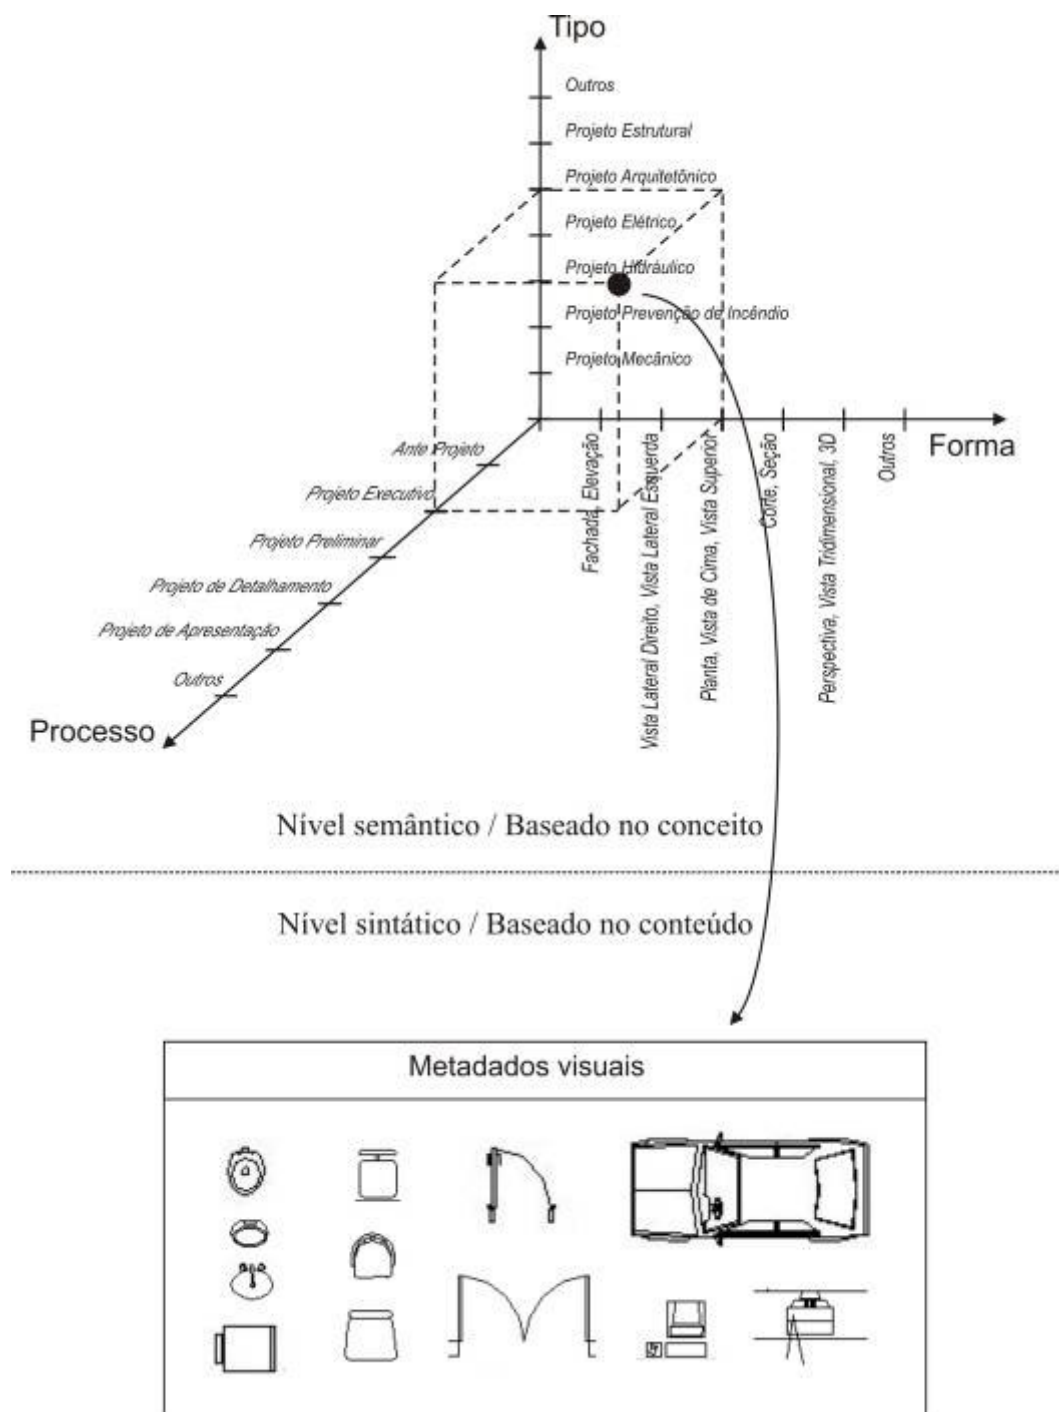 Tipo
Outros
Projeto Estrutural
Projeto Arquitetônico
Projeto Elétrico
Projeto Hidráulico
Projeto Prevenção de Incêndio
Projeto Mecânico
Forma
Fachada, Elevação
Vista Lateral Direito, Vista Lateral Esquerda
Planta, Vista de Cima, Vista Superior
Corte, Seção
Perspectiva, Vista Tridimensional, 3D
Outros
Ante Projeto
Projeto Executivo
Projeto Preliminar
Projeto de Detalhamento
Projeto de Apresentação
Outros
Processo
Nível semântico / Baseado no conceito
Nível sintático / Baseado no conteúdo
Metadados visuais